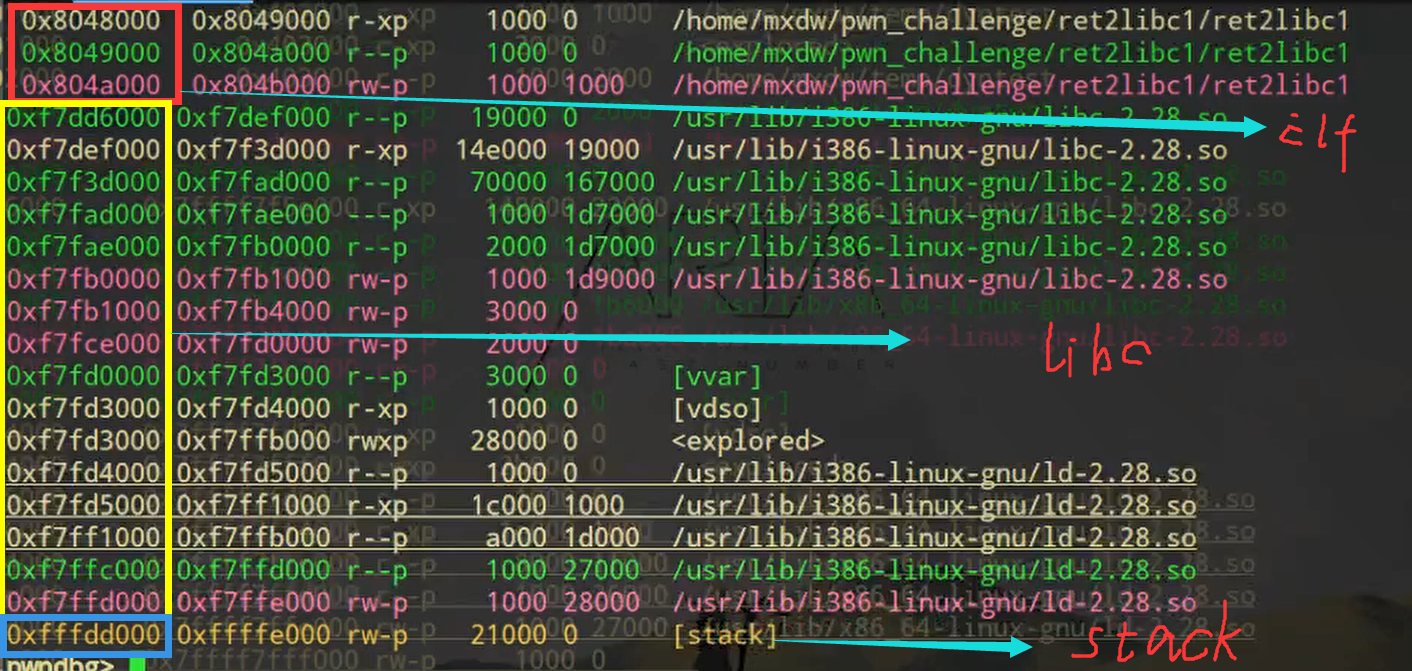 0x8048000 0x8049000 r-xp 1000 0 /home/mxdw/pwn_challenge/ret2libc1/ret2libc1
0x8049000 0x804a000 r--p 1000 0 /home/mxdw/pwn_challenge/ret2libc1/ret2libc1
0x804a000 0x804b000 rw-p 1000 1000 /home/mxdw/pwn_challenge/ret2libc1/ret2libc1
0xf7dd6000 0xf7def000 r--p 19000 0 /usr/lib/i386-linux-gnu/libc-2.28.so
elf
0xf7def000 0xf7f3d000 r-xp 14e000 19000 /usr/lib/i386-linux-gnu/libc-2.28.so
0xf7f3d000 0xf7fad000 r--p 70000 167000 /usr/lib/i386-linux-gnu/libc-2.28.so
0xf7fad000 0xf7fae000 ---p 1000 1d7000 /usr/lib/i386-linux-gnu/libc-2.28.so
0xf7fae000 0xf7fb0000 r--p 2000 1d7000 /usr/lib/i386-linux-gnu/libc-2.28.so
0xf7fb0000 0xf7fb1000 rw-p 1000 1d9000 /usr/lib/i386-linux-gnu/libc-2.28.so
0xf7fb1000 0xf7fb4000 rw-p 3000 0
0xf7fce000 0xf7fd0000 rw-p 2000 0
libc
0xf7fd0000 0xf7fd3000 r--p 3000 0 [vvar]
0xf7fd3000 0xf7fd4000 r-xp 1000 0 [vdso]
0xf7fd3000 0xf7ffb000 rwxp 28000 0 <explored>
0xf7fd4000 0xf7fd5000 r--p 1000 0 /usr/lib/i386-linux-gnu/ld-2.28.so
0xf7fd5000 0xf7ff1000 r-xp 1c000 1000 /usr/lib/i386-linux-gnu/ld-2.28.so
0xf7ff1000 0xf7ffb000 r--p a000 1d000 /usr/lib/i386-linux-gnu/ld-2.28.so
0xf7ffc000 0xf7ffd000 r--p 1000 27000 /usr/lib/i386-linux-gnu/ld-2.28.so
0xf7ffd000 0xf7ffe000 rw-p 1000 28000 /usr/lib/i386-linux-gnu/ld-2.28.so
0xfffdd000 0xffffe000 rw-p 21000 0 [stack]
stack
pwndbg>